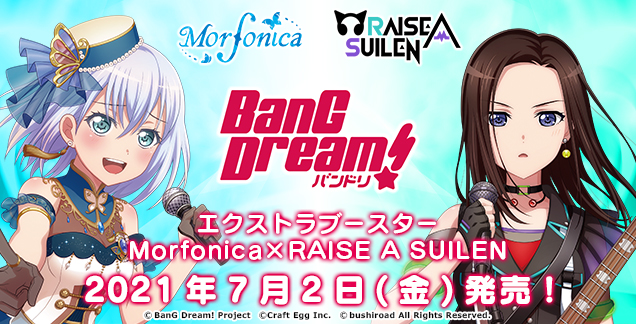 Morfonica
RAISE A SUILEN
BanG Dream!
バンドリ
エクストラブースター
Morfonica×RAISE A SUILEN
2021年7月2日(金)発売！
© BanG Dream! Project ©Craft Egg Inc. © bushiroad All Rights Reserved.